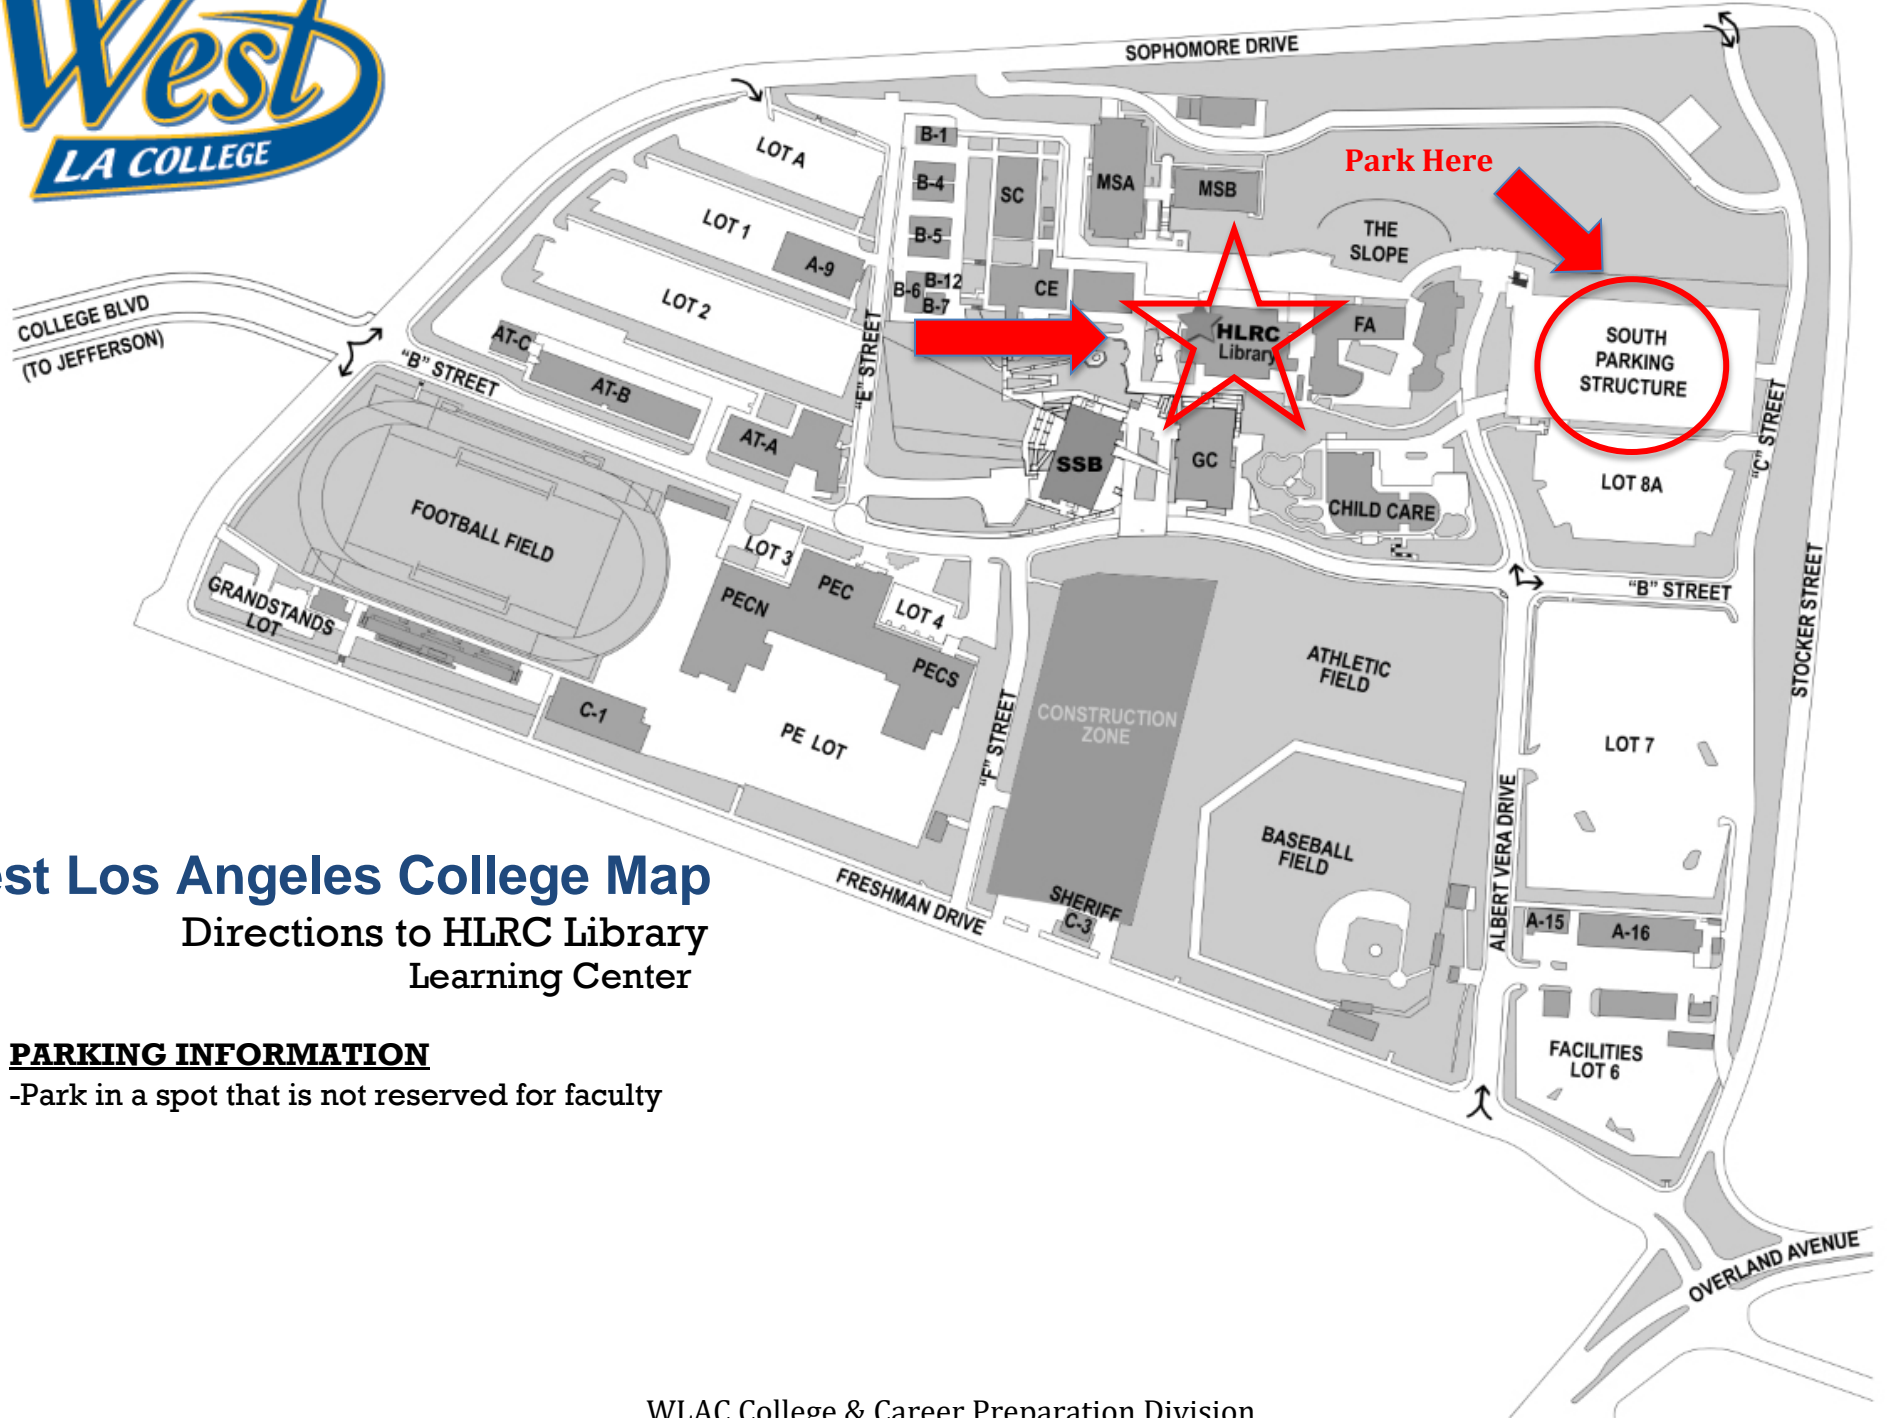 West
LA COLLEGE
SOPHOMORE DRIVE
LOT A
B-1
B-4
SC
MSA
MSB
Park Here
LOT 1
B-5
THE
SLOPE
A-9
B-6
B-12
B-7
CE
LOT 2
COLLEGE BLVD
(TO JEFFERSON)
AT-C
"B" STREET
AT-B
"E" STREET
HLRC
Library
FA
SOUTH
PARKING
STRUCTURE
AT-A
SSB
GC
"C" STREET
LOT 8A
CHILD CARE
FOOTBALL FIELD
LOT 3
PEC
PECN
LOT 4
GRANDSTANDS
LOT
"B" STREET
STOCKER STREET
PECS
ATHLETIC
FIELD
C-1
PE LOT
"F" STREET
CONSTRUCTION
ZONE
LOT 7
ALBERT VERA DRIVE
BASEBALL
FIELD
est Los Angeles College Map
FRESHMAN DRIVE
SHERIFF
C-3
A-15
A-16
Directions to HLRC Library
Learning Center
FACILITIES
LOT 6
PARKING INFORMATION
-Park in a spot that is not reserved for faculty
OVERLAND AVENUE
WLAC College & Career Preparation Division